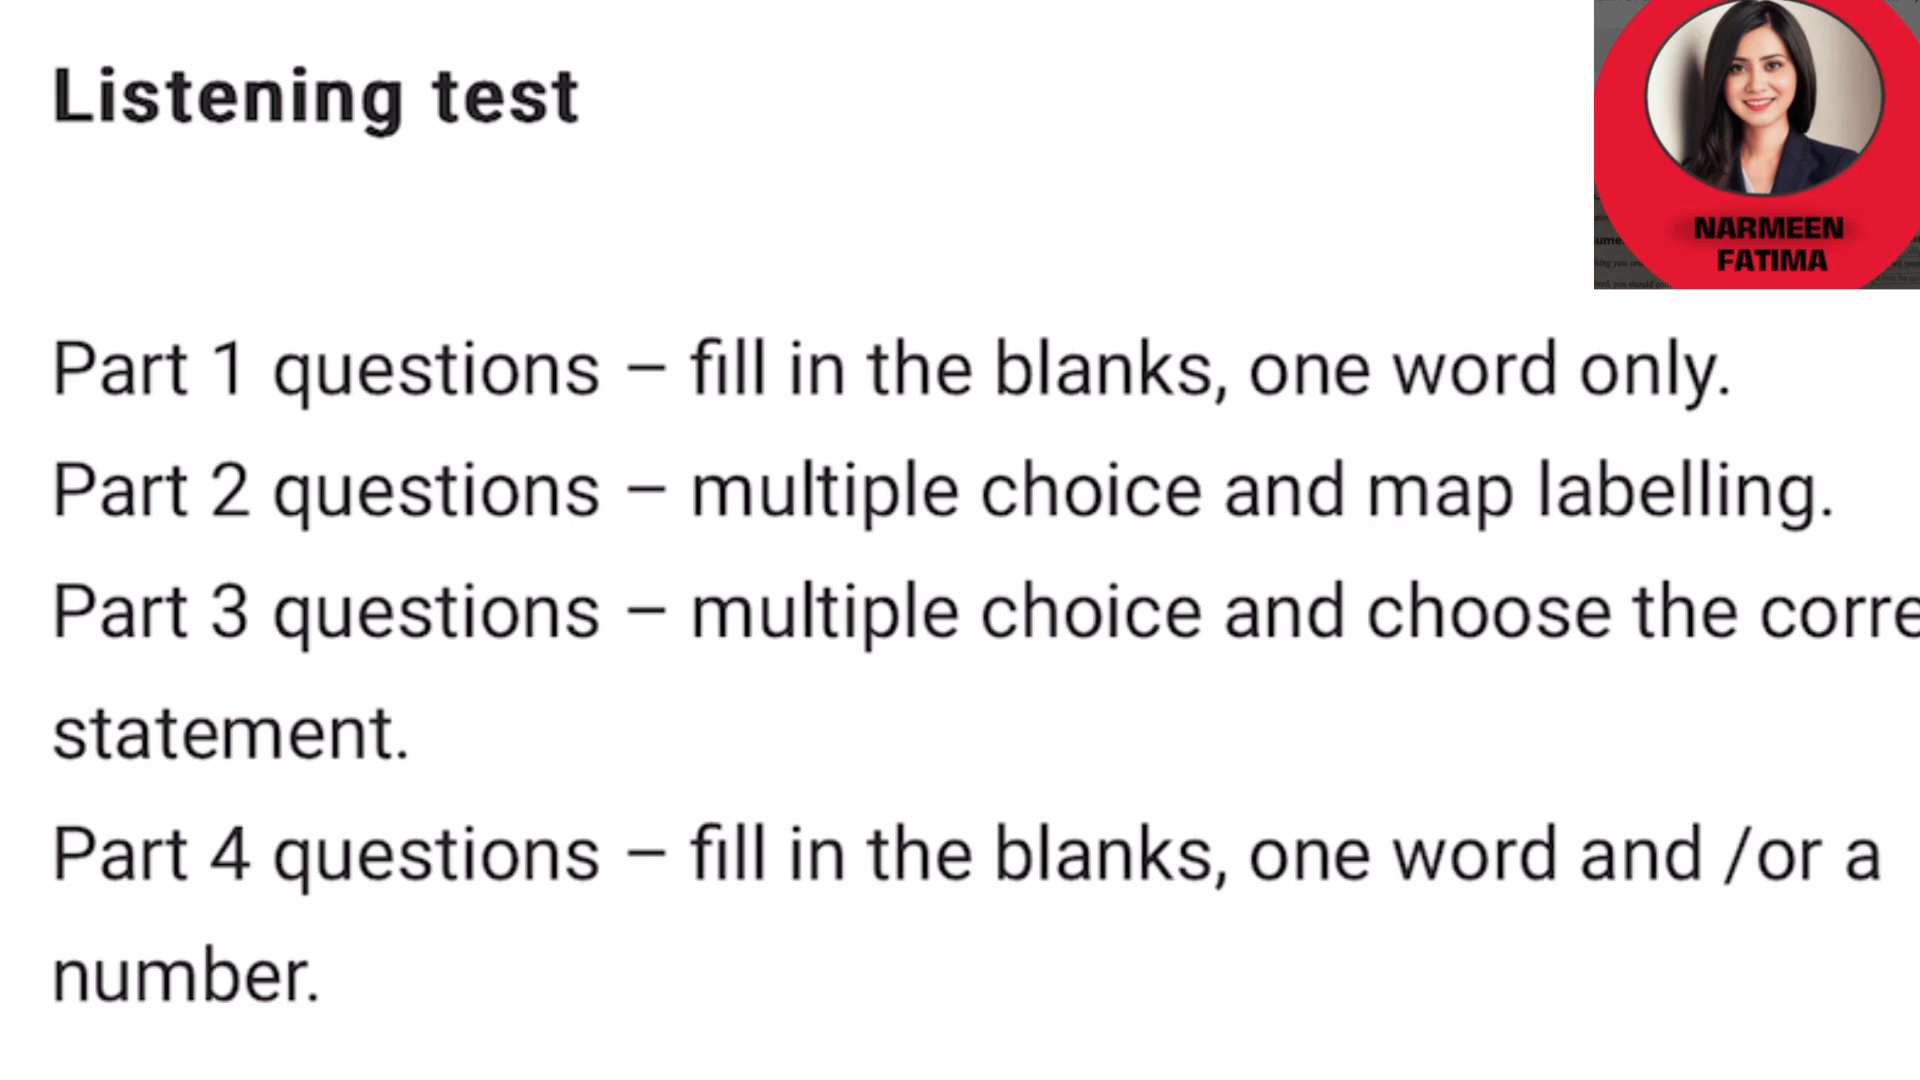 Listening test
NARMEEN
FATIMA
Part 1 questions – fill in the blanks, one word only.
Part 2 questions – multiple choice and map labelling.
Part 3 questions – multiple choice and choose the corre
statement.
Part 4 questions – fill in the blanks, one word and /or a
number.